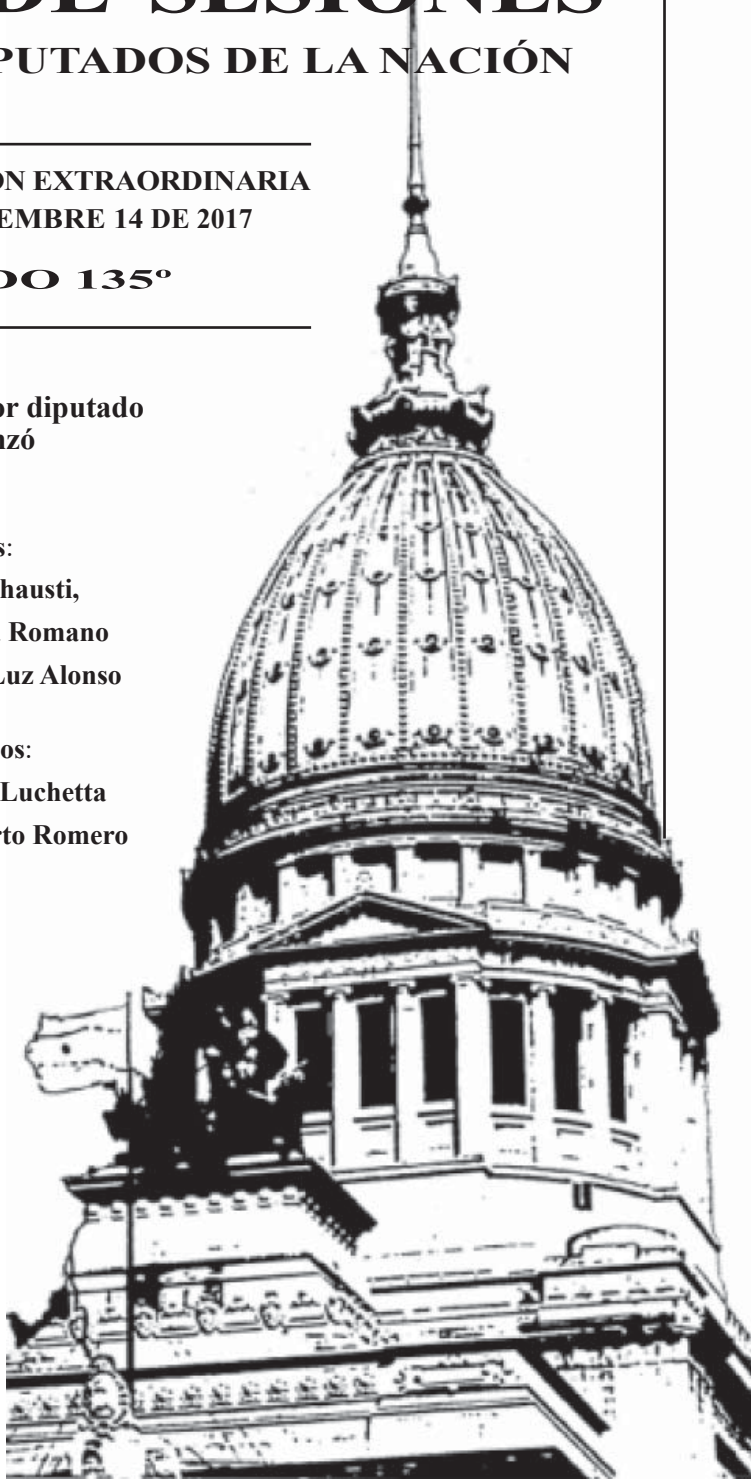 DE SESIONES
PUTADOS DE LA NACIÓN
ÓN EXTRAORDINARIA
EMBRE 14 DE 2017
DO 135º
or diputado
nzó
s:
hausti,
Romano
Luz Alonso
os:
Luchetta
rto Romero